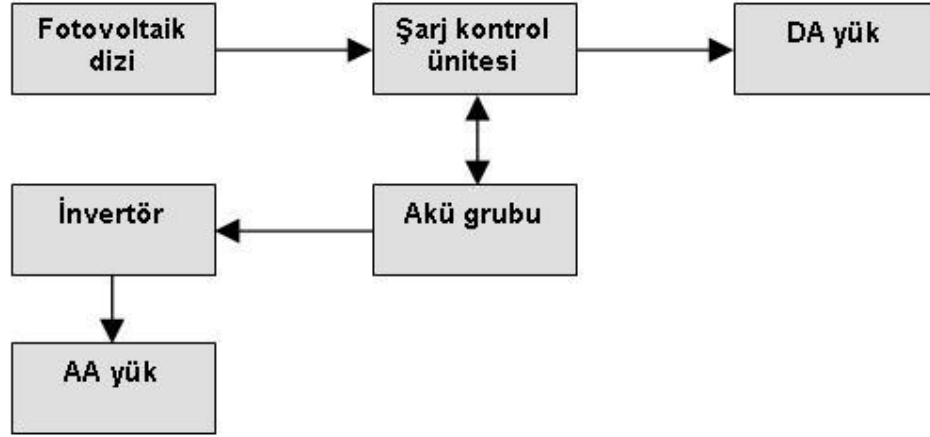 Fotovoltaik
dizi
Şarj kontrol
ünitesi
DA yük
İnvertör
Akü grubu
AA yük